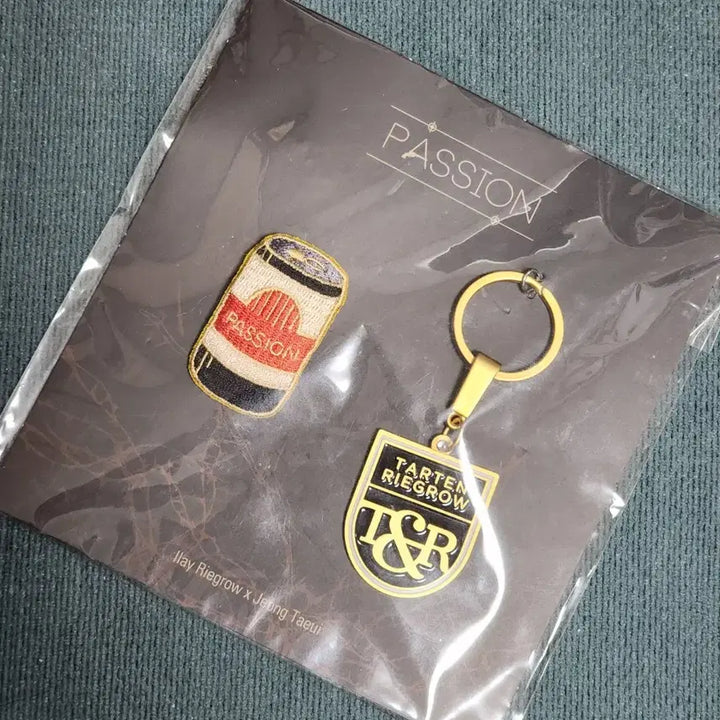 PASSION
PASSION
TARTEN
RIEGROW
T&R
Ilay Riegrow x Jeong Taeui